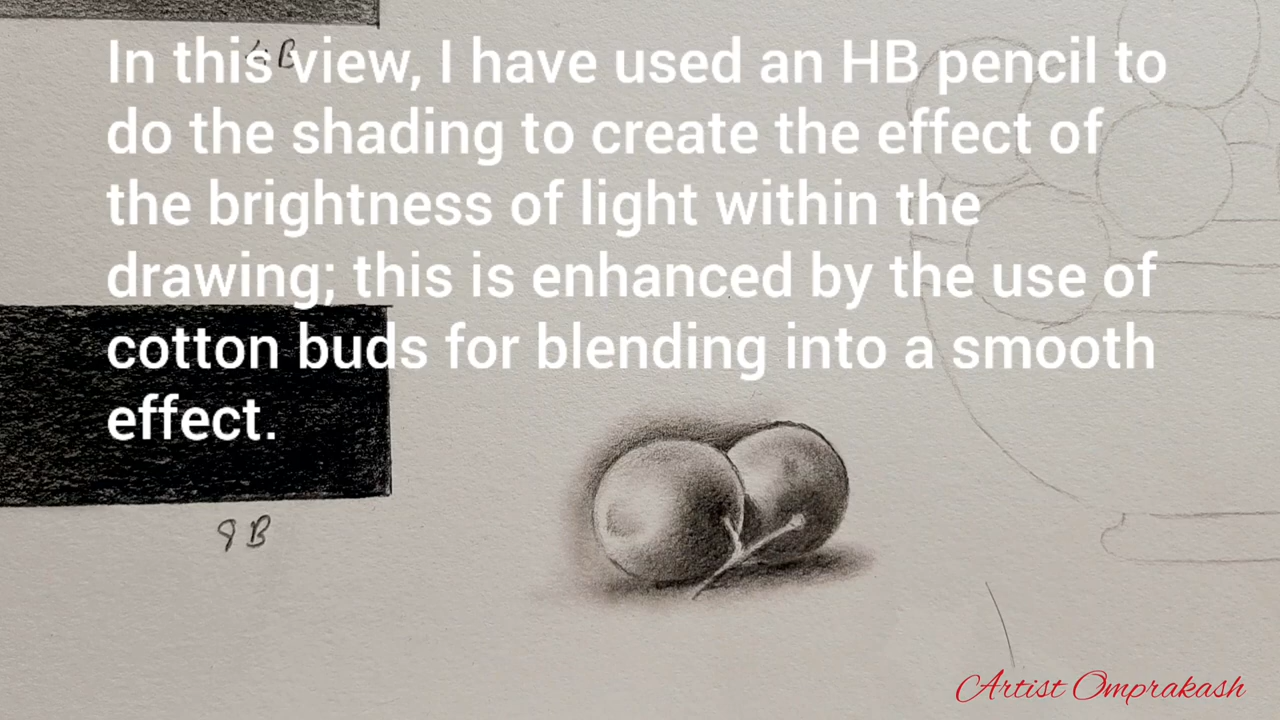 In this view, I have used an HB pencil to
do the shading to create the effect of
the brightness of light within the
drawing; this is enhanced by the use of
cotton buds for blending into a smooth
effect.
8 B
Artist Omprakash